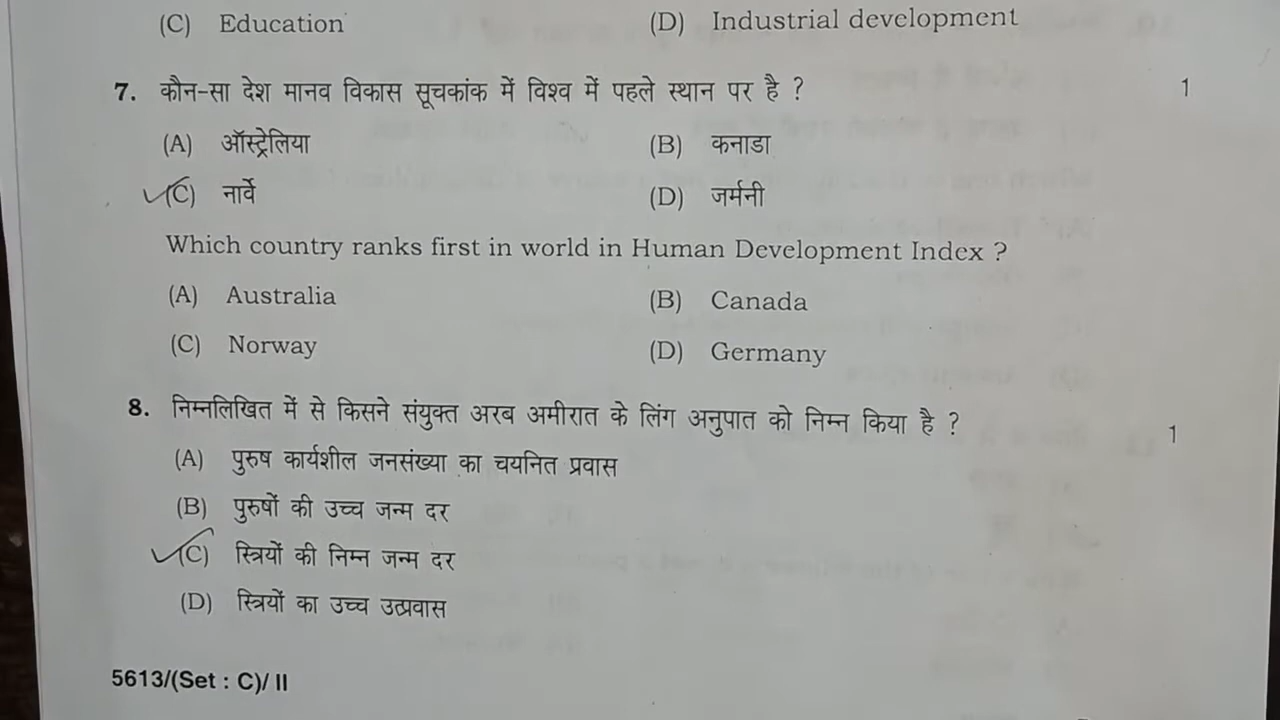 (C) Education (D) Industrial development
7. कौन-सा देश मानव विकास सूचकांक में विश्व में पहले स्थान पर है ? 1
(A) ऑस्ट्रेलिया (B) कनाडा
(C) नार्वे (D) जर्मनी
Which country ranks first in world in Human Development Index ?
(A) Australia (B) Canada
(C) Norway (D) Germany
8. निम्नलिखित में से किसने संयुक्त अरब अमीरात के लिंग अनुपात को निम्न किया है ? 1
(A) पुरुष कार्यशील जनसंख्या का चयनित प्रवास
(B) पुरुषों की उच्च जन्म दर
(C) स्त्रियों की निम्न जन्म दर
(D) स्त्रियों का उच्च उत्प्रवास
5613/(Set : C)/ II